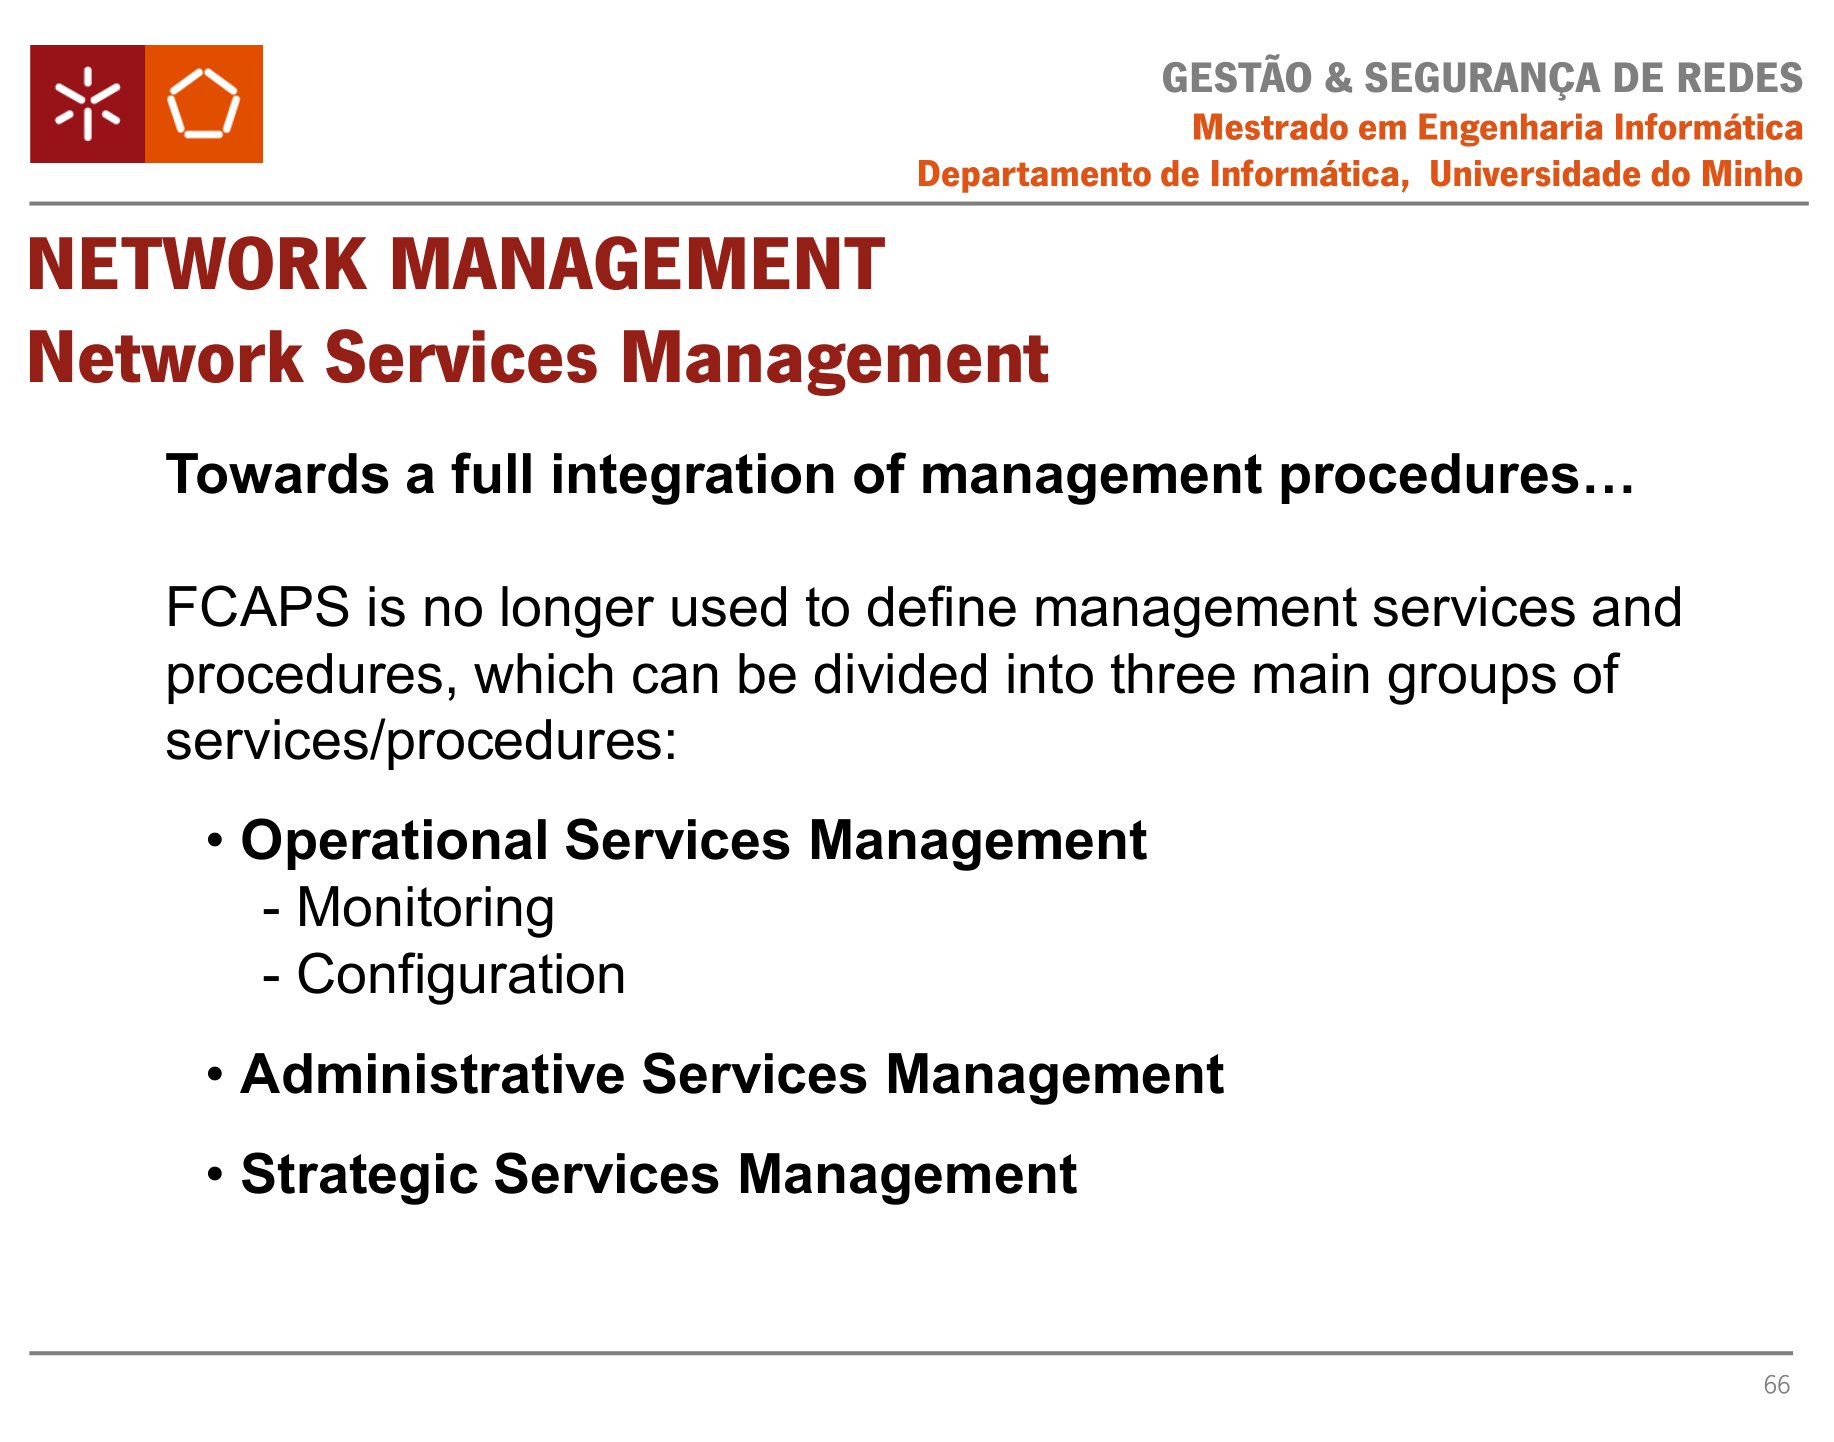 GESTÃO & SEGURANÇA DE REDES
Mestrado em Engenharia Informática
Departamento de Informática, Universidade do Minho
NETWORK MANAGEMENT
Network Services Management
Towards a full integration of management procedures…
FCAPS is no longer used to define management services and
procedures, which can be divided into three main groups of
services/procedures:
• Operational Services Management
- Monitoring
- Configuration
• Administrative Services Management
• Strategic Services Management
66